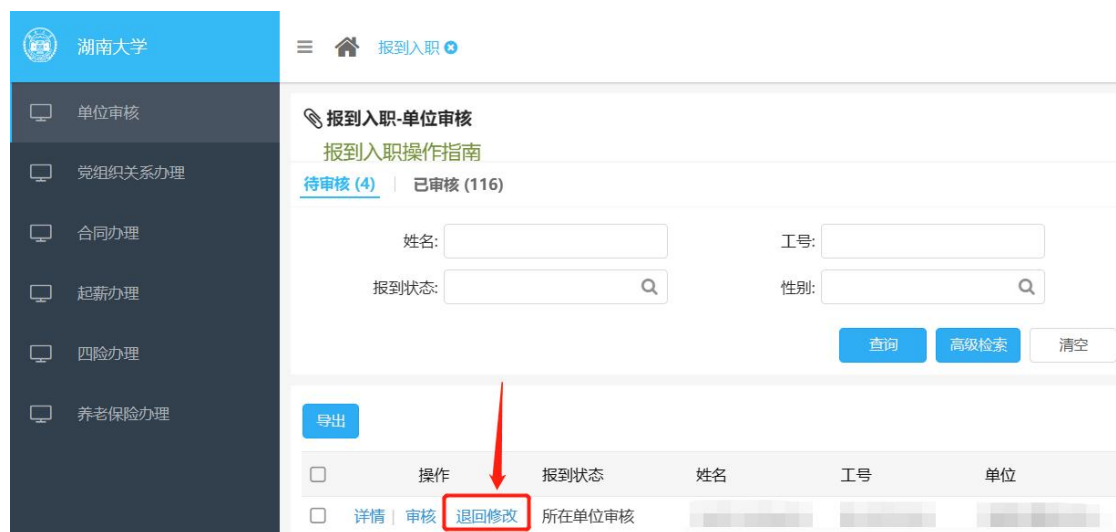 湖南大学
报到入职
单位审核
党组织关系办理
合同办理
起薪办理
四险办理
养老保险办理
报到入职-单位审核
报到入职操作指南
待审核 (4) 已审核 (116)
姓名: 工号:
报到状态: 性别:
查询 高级检索 清空
导出
操作 报到状态 姓名 工号 单位
详情 | 审核 退回修改 所在单位审核